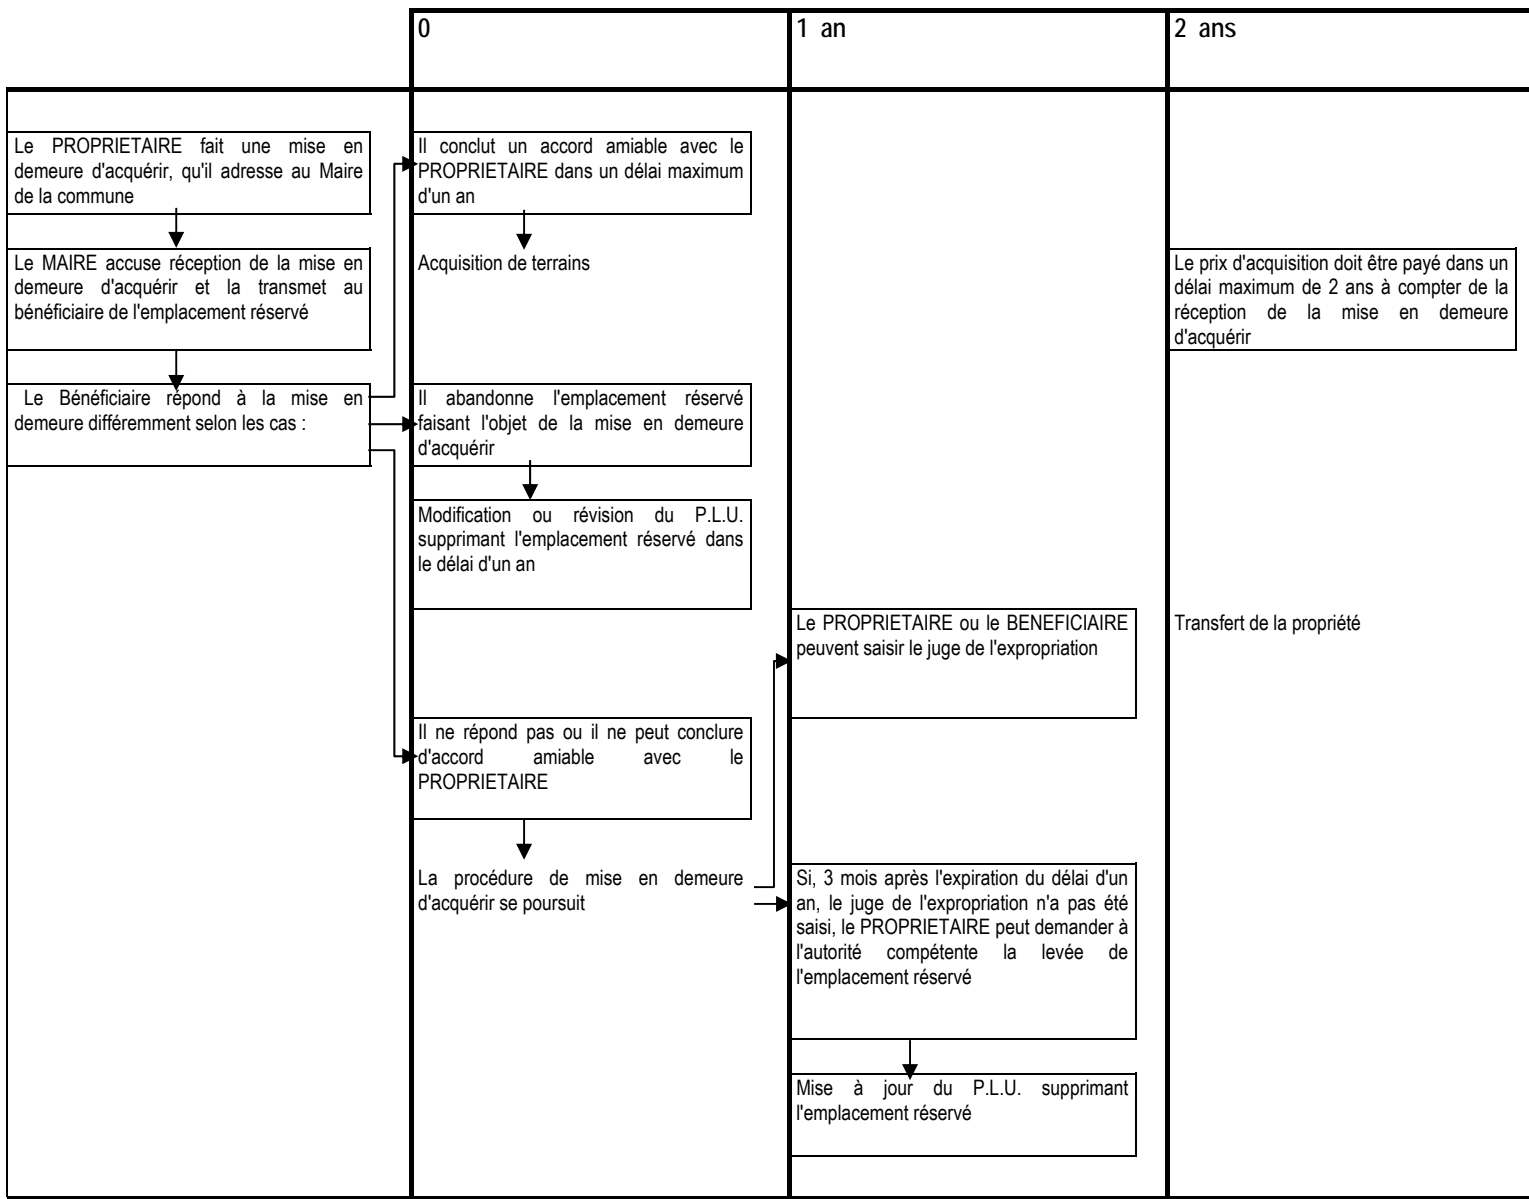 0
1 an
2 ans
Le PROPRIETAIRE fait une mise en
demeure d'acquérir, qu'il adresse au Maire
de la commune
Le MAIRE accuse réception de la mise en
demeure d'acquérir et la transmet au
bénéficiaire de l'emplacement réservé
Le Bénéficiaire répond à la mise en
demeure différemment selon les cas :
Il conclut un accord amiable avec le
PROPRIETAIRE dans un délai maximum
d'un an
Acquisition de terrains
Il abandonne l'emplacement réservé
faisant l'objet de la mise en demeure
d'acquérir
Modification ou révision du P.L.U.
supprimant l'emplacement réservé dans
le délai d'un an
Il ne répond pas ou il ne peut conclure
d'accord amiable avec le
PROPRIETAIRE
La procédure de mise en demeure
d'acquérir se poursuit
Le PROPRIETAIRE ou le BENEFICIAIRE
peuvent saisir le juge de l'expropriation
Si, 3 mois après l'expiration du délai d'un
an, le juge de l'expropriation n'a pas été
saisi, le PROPRIETAIRE peut demander à
l'autorité compétente la levée de
l'emplacement réservé
Mise à jour du P.L.U. supprimant
l'emplacement réservé
Le prix d'acquisition doit être payé dans un
délai maximum de 2 ans à compter de la
réception de la mise en demeure
d'acquérir
Transfert de la propriété